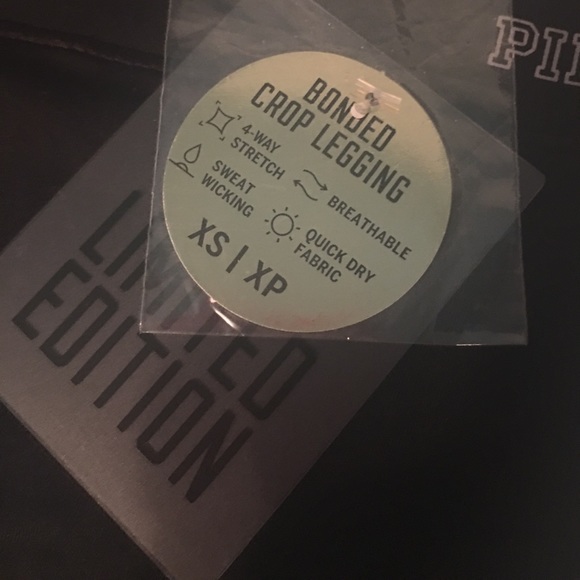 PI
BONDED
CROP LEGGING
4-WAY
STRETCH
BREATHABLE
SWEAT
WICKING
QUICK DRY
FABRIC
XS | XP
LIMITED
EDITION